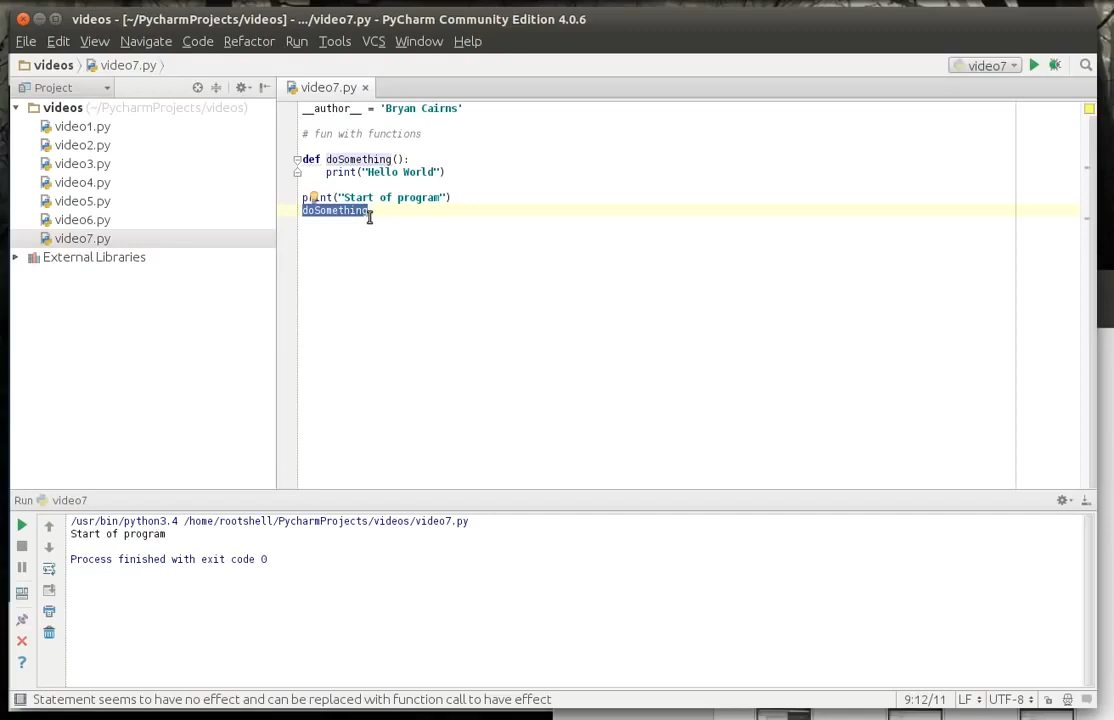 videos - [~/PycharmProjects/videos] - .../video7.py - PyCharm Community Edition 4.0.6
File Edit View Navigate Code Refactor Run Tools VCS Window Help
videos video7.py video7
Project video7.py
videos (~/PycharmProjects/videos)
video1.py
video2.py
video3.py
video4.py
video5.py
video6.py
video7.py
External Libraries
__author__ = 'Bryan Cairns'
# fun with functions
def doSomething():
print("Hello World")
print("Start of program")
doSomething
Run video7
/usr/bin/python3.4 /home/rootshell/PycharmProjects/videos/video7.py
Start of program
Process finished with exit code 0
Statement seems to have no effect and can be replaced with function call to have effect 9:12/11 LF UTF-8